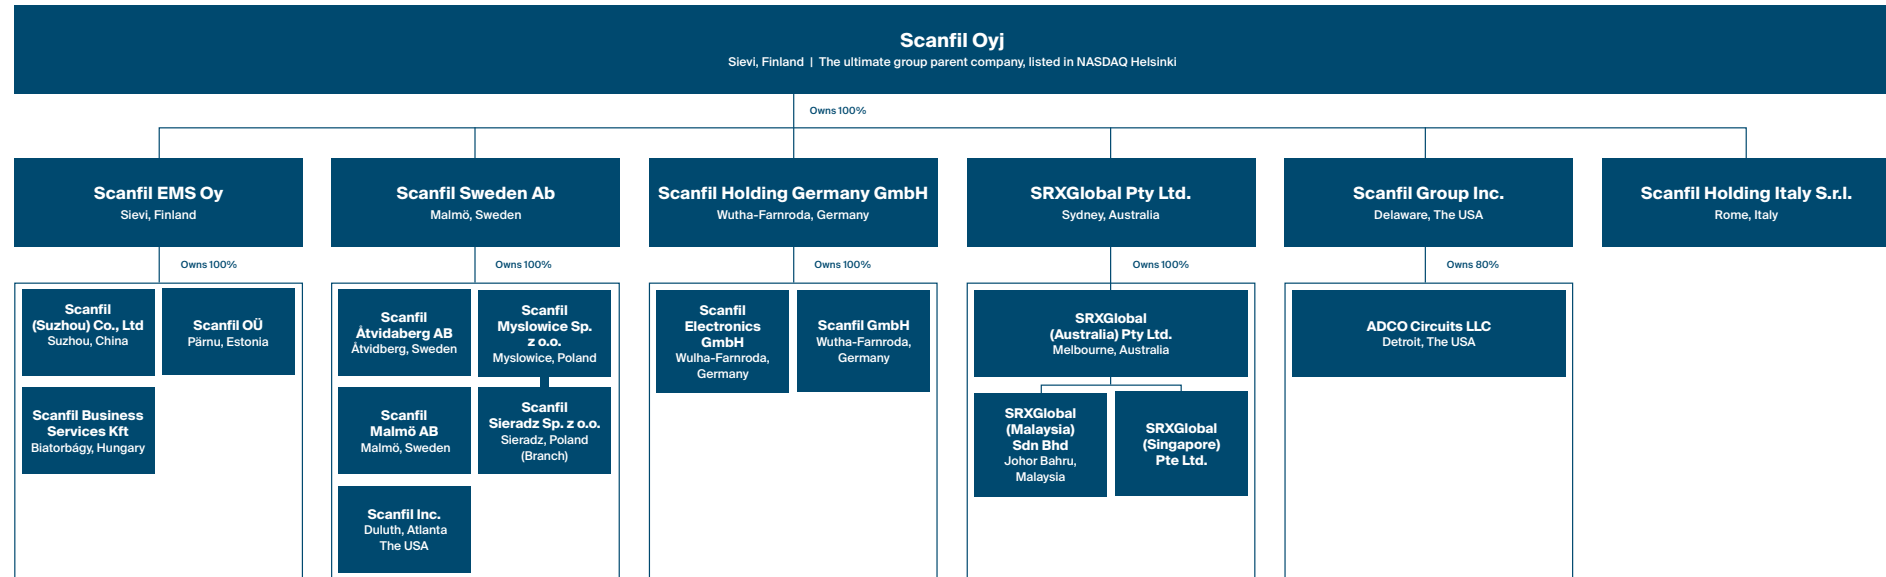 Scanfil Oyj
Sievi, Finland | The ultimate group parent company, listed in NASDAQ Helsinki
Owns 100%
Scanfil EMS Oy
Sievi, Finland
Scanfil Sweden Ab
Malmö, Sweden
Scanfil Holding Germany GmbH
Wutha-Farnroda, Germany
SRXGlobal Pty Ltd.
Sydney, Australia
Scanfil Group Inc.
Delaware, The USA
Scanfil Holding Italy S.r.l.
Rome, Italy
Owns 100%
Owns 100%
Owns 100%
Owns 100%
Owns 80%
Scanfil
(Suzhou) Co., Ltd
Suzhou, China
Scanfil OÜ
Pärnu, Estonia
Scanfil Business
Services Kft
Biatorbágy, Hungary
Scanfil
Åtvidaberg AB
Åtvidberg, Sweden
Scanfil
Myslowice Sp.
z o.o.
Myslowice, Poland
Scanfil
Malmö AB
Malmö, Sweden
Scanfil
Sieradz Sp. z o.o.
Sieradz, Poland
(Branch)
Scanfil Inc.
Duluth, Atlanta
The USA
Scanfil
Electronics
GmbH
Wulha-Farnroda,
Germany
Scanfil GmbH
Wutha-Farnroda,
Germany
SRXGlobal
(Australia) Pty Ltd.
Melbourne, Australia
SRXGlobal
(Malaysia)
Sdn Bhd
Johor Bahru,
Malaysia
SRXGlobal
(Singapore)
Pte Ltd.
ADCO Circuits LLC
Detroit, The USA